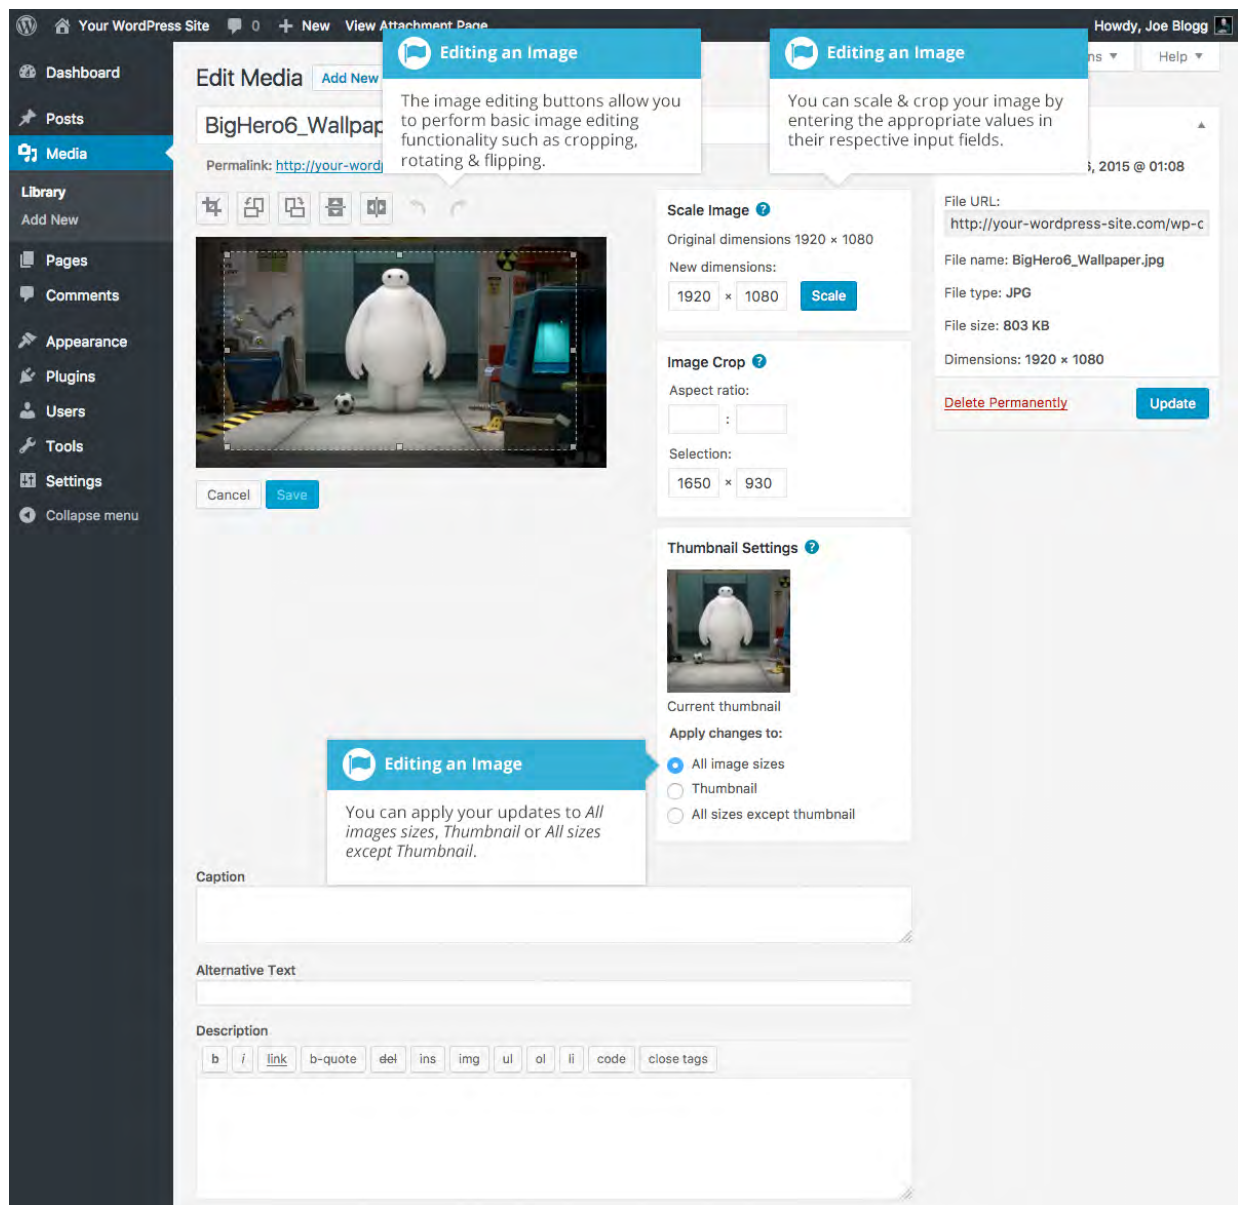 Your WordPress Site 0 + New View Attachment Page Howdy, Joe Blogg
Dashboard
Posts
Media
Library
Add New
Pages
Comments
Appearance
Plugins
Users
Tools
Settings
Collapse menu
Edit Media Add New
Help
BigHero6_Wallpap
Permalink: http://your-wordp
Editing an Image
The image editing buttons allow you
to perform basic image editing
functionality such as cropping,
rotating & flipping.
Editing an Image
You can scale & crop your image by
entering the appropriate values in
their respective input fields.
Cancel Save
Scale Image ?
Original dimensions 1920 × 1080
New dimensions:
1920 × 1080 Scale
Image Crop ?
Aspect ratio:
:
Selection:
1650 × 930
Thumbnail Settings ?
Current thumbnail
Apply changes to:
All image sizes
Thumbnail
All sizes except thumbnail
, 2015 @ 01:08
File URL:
http://your-wordpress-site.com/wp-c
File name: BigHero6_Wallpaper.jpg
File type: JPG
File size: 803 KB
Dimensions: 1920 × 1080
Delete Permanently Update
Editing an Image
You can apply your updates to All
images sizes, Thumbnail or All sizes
except Thumbnail.
Caption
Alternative Text
Description
b i link b-quote del ins img ul ol li code close tags